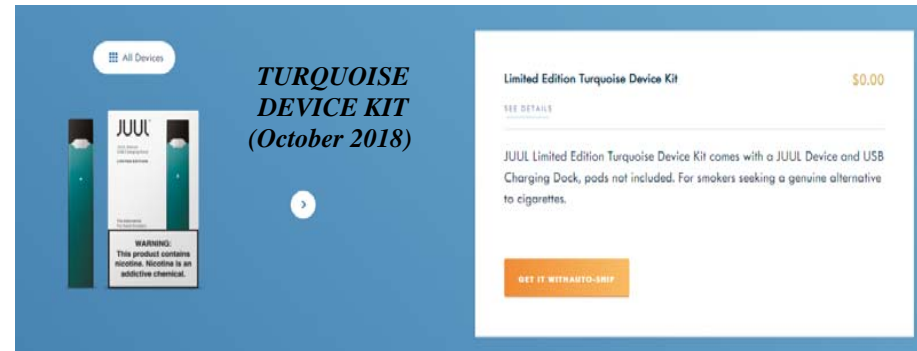 All Devices
TURQUOISE
DEVICE KIT
(October 2018)
JUUL
LIMITED EDITION
WARNING:
This product contains
nicotine. Nicotine is an
addictive chemical.
Limited Edition Turquoise Device Kit
$0.00
SEE DETAILS
JUUL Limited Edition Turquoise Device Kit comes with a JUUL Device and USB
Charging Dock, pods not included. For smokers seeking a genuine alternative
to cigarettes.
GET IT WITHAUTO-SHIP